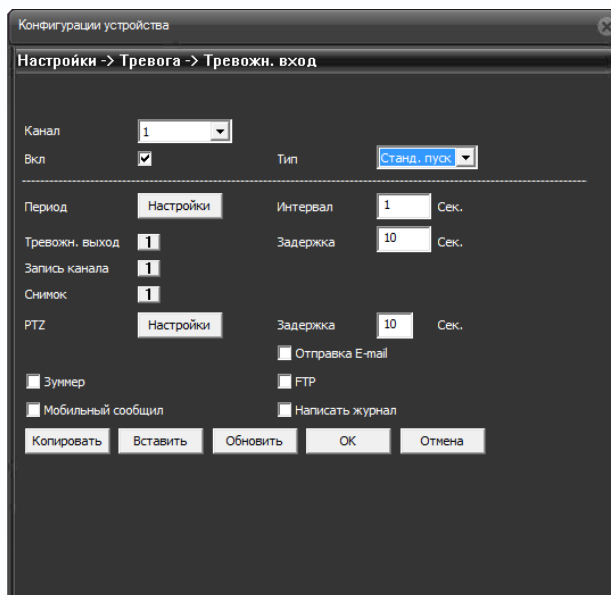 Конфигурации устройства
Настройки -> Тревога -> Тревожн. вход
Канал 1
Вкл Тип Станд. пуск
Период Настройки Интервал 1 Сек.
Тревожн. выход 1 Задержка 10 Сек.
Запись канала 1
Снимок 1
PTZ Настройки Задержка 10 Сек.
Отправка E-mail
Зуммер FTP
Мобильный сообщил Написать журнал
Копировать Вставить Обновить OK Отмена